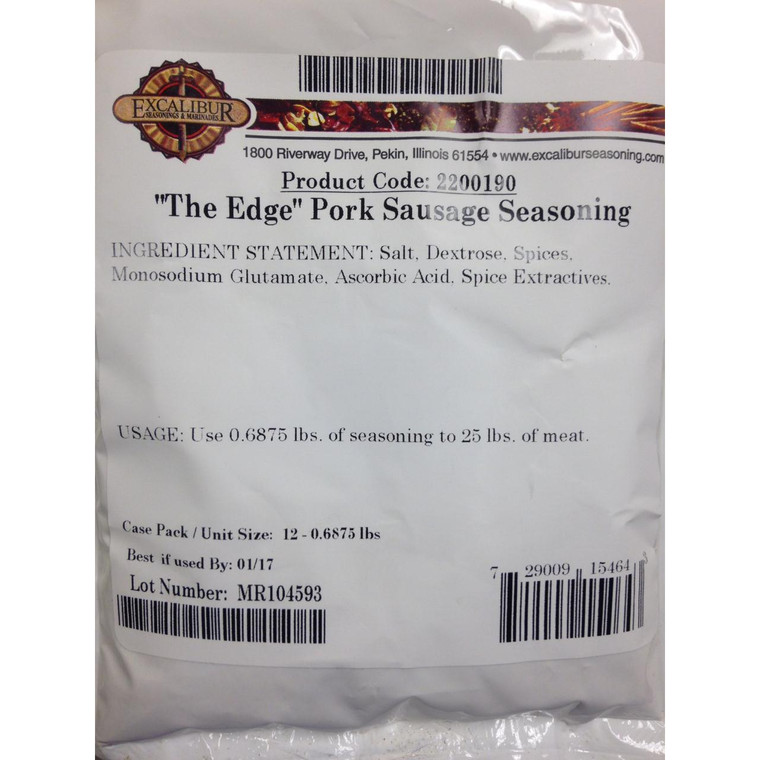 EXCALIBUR
SEASONINGS & MARINADES
1800 Riverway Drive, Pekin, Illinois 61554 • www.excaliburseasoning.com
Product Code: 2200190
"The Edge" Pork Sausage Seasoning
INGREDIENT STATEMENT: Salt, Dextrose, Spices,
Monosodium Glutamate, Ascorbic Acid, Spice Extractives.
USAGE: Use 0.6875 lbs. of seasoning to 25 lbs. of meat.
Case Pack / Unit Size: 12 - 0.6875 lbs
Best if used By: 01/17
Lot Number: MR104593
7 29009 15464